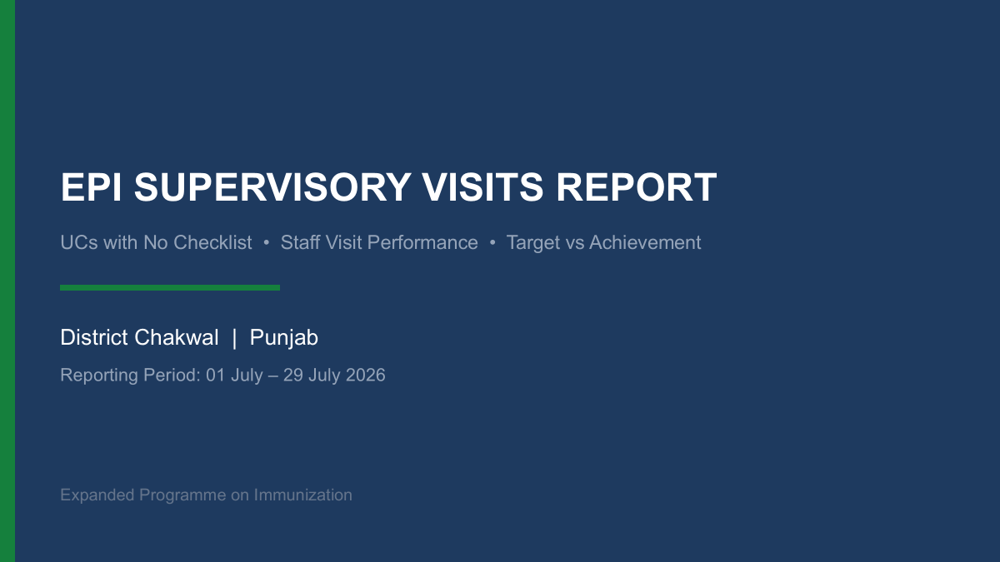 EPI SUPERVISORY VISITS REPORT
UCs with No Checklist • Staff Visit Performance • Target vs Achievement
District Chakwal | Punjab
Reporting Period: 01 July – 29 July 2026
Expanded Programme on Immunization